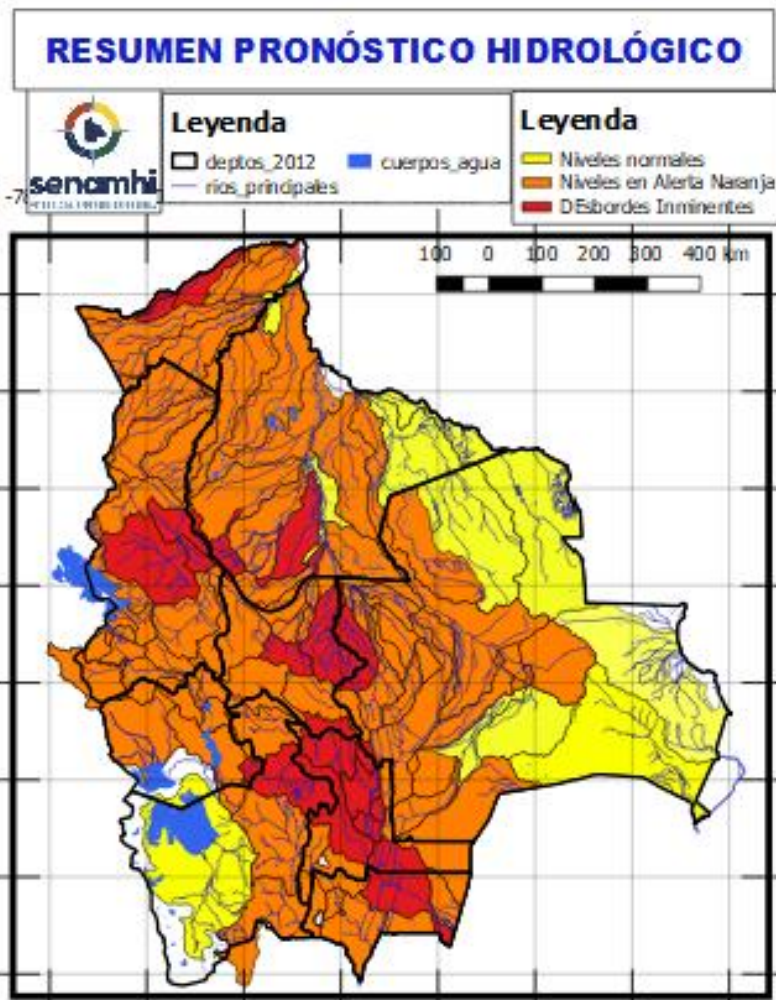 RESUMEN PRONÓSTICO HIDROLÓGICO
senamhi
Leyenda
deptos_2012
cuerpos_agua
rios_principales
Leyenda
Niveles normales
Niveles en Alerta Naranja
DEsbordes Inminentes
100 0 100 200 300 400 km